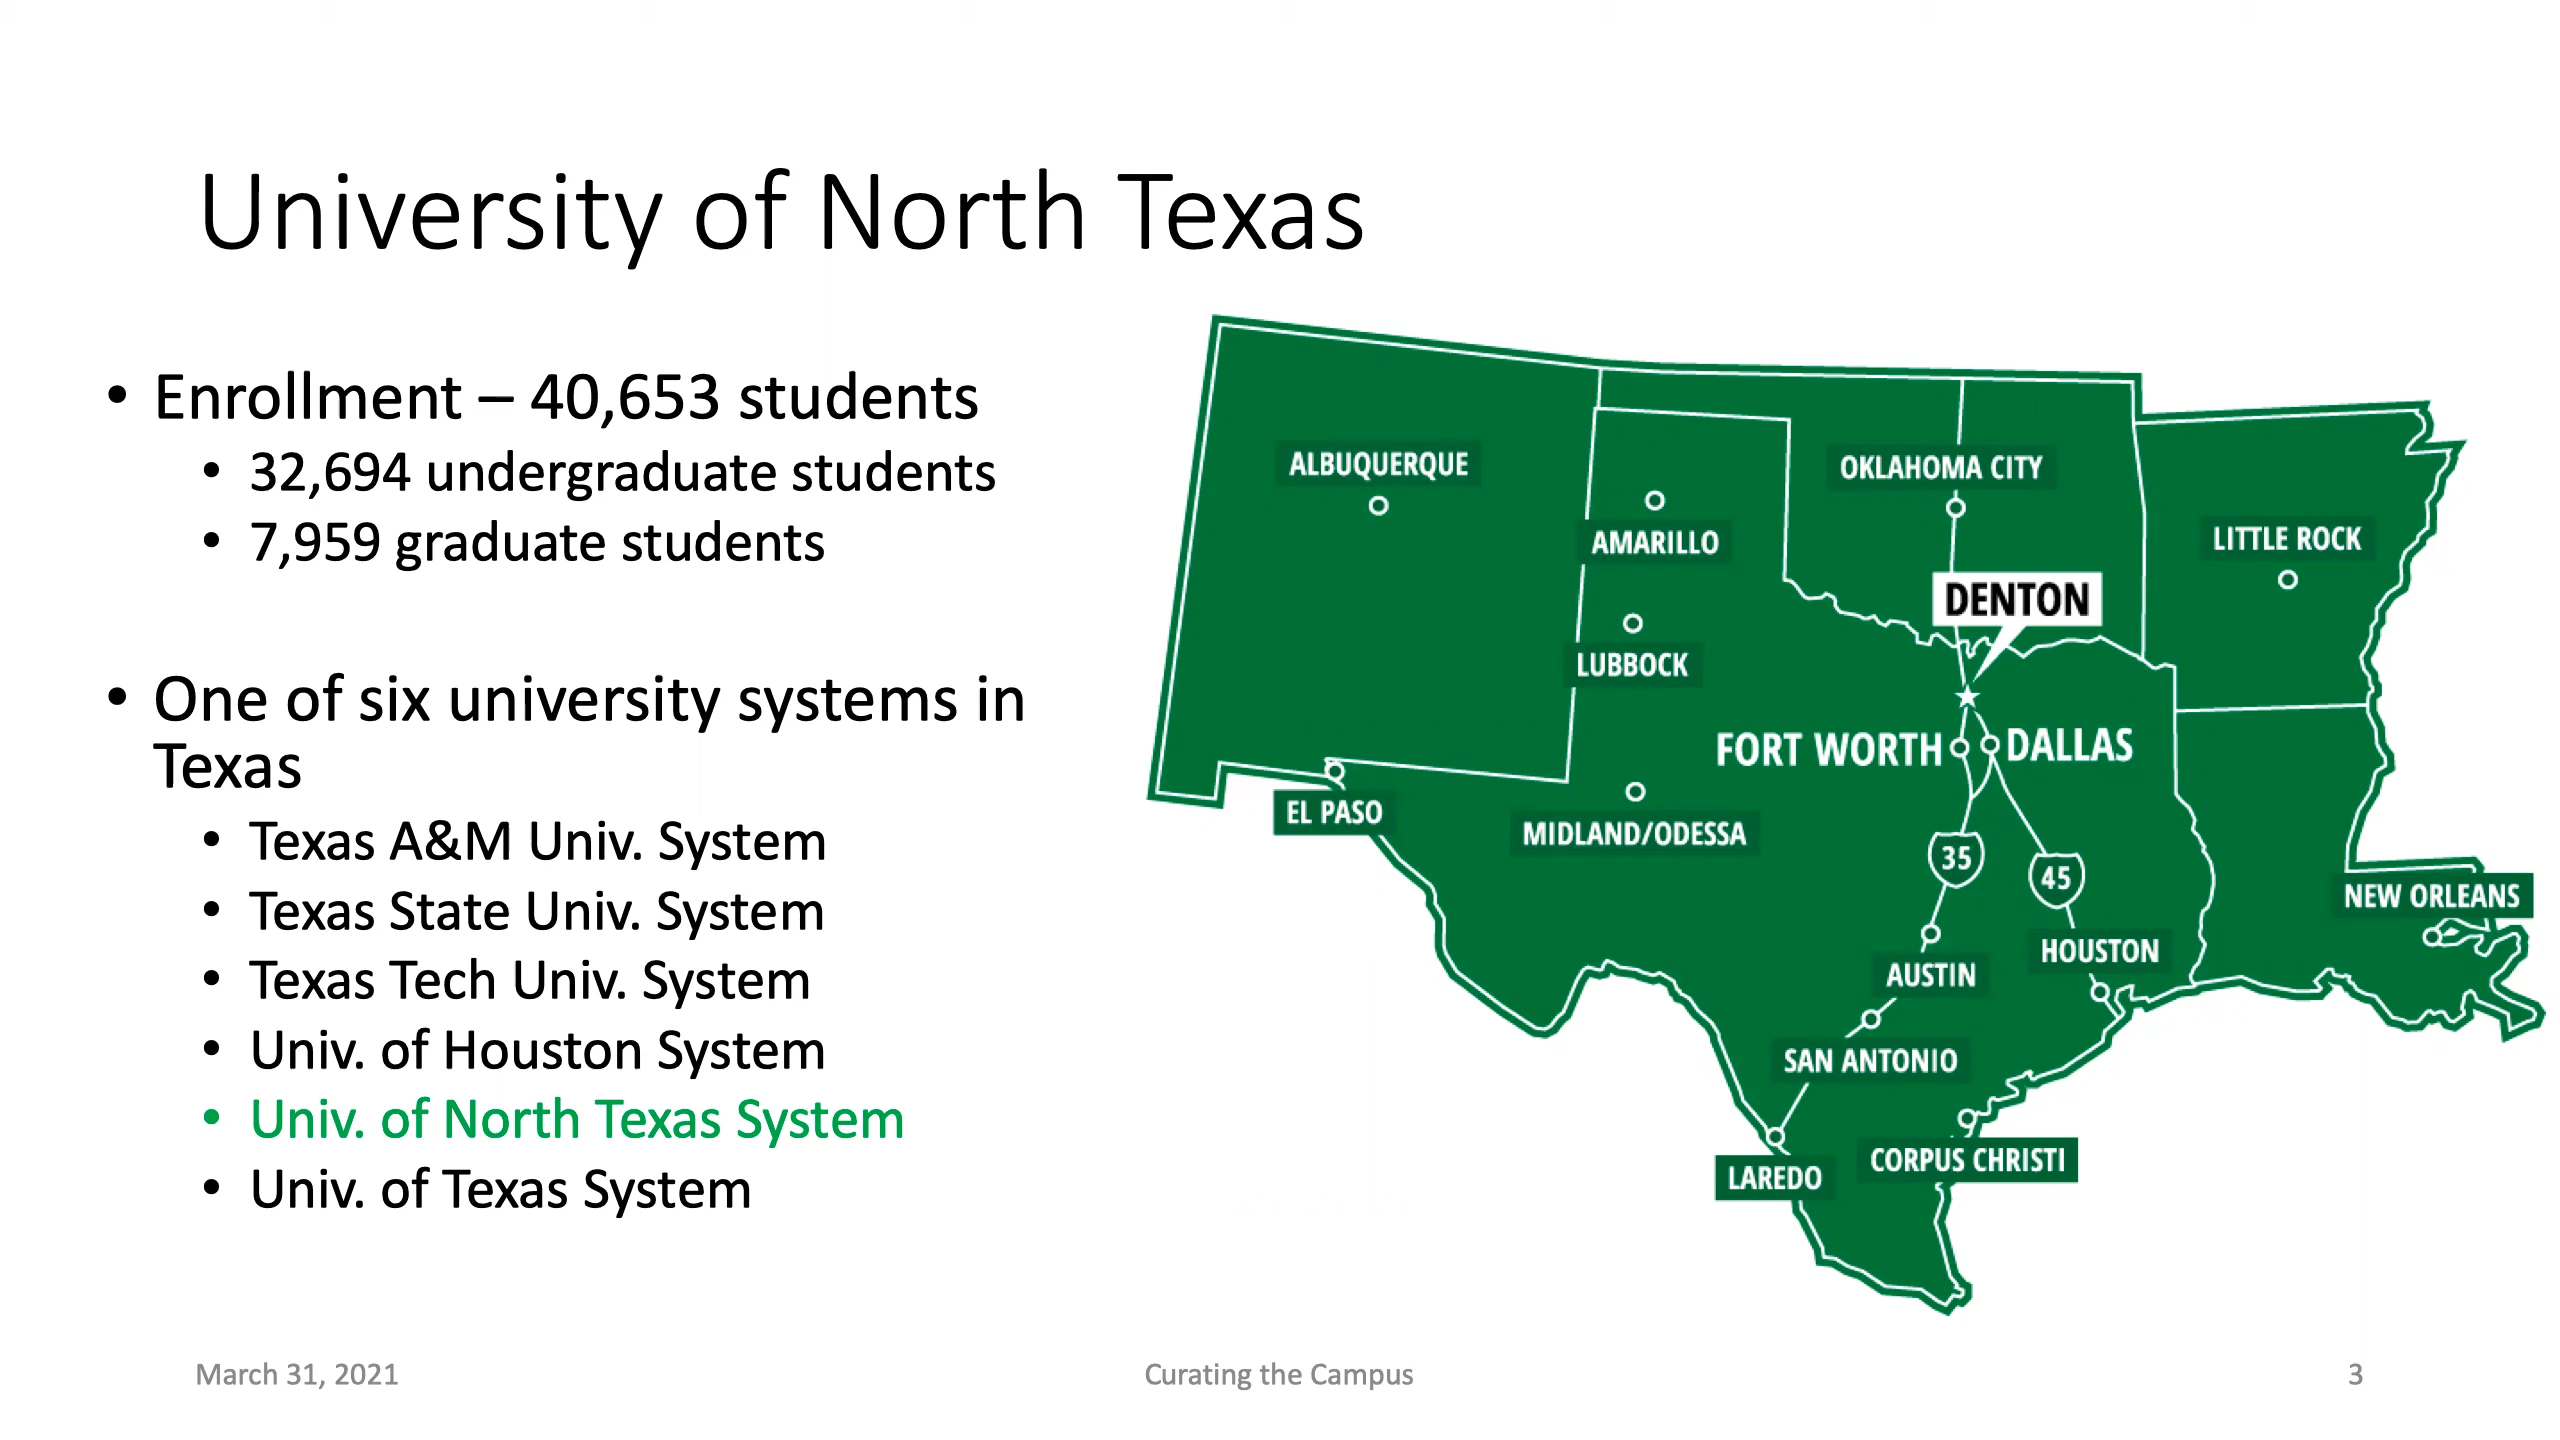 University of North Texas
• Enrollment – 40,653 students
• 32,694 undergraduate students
• 7,959 graduate students
• One of six university systems in
Texas
• Texas A&M Univ. System
• Texas State Univ. System
• Texas Tech Univ. System
• Univ. of Houston System
• Univ. of North Texas System
• Univ. of Texas System
ALBUQUERQUE
OKLAHOMA CITY
AMARILLO
LITTLE ROCK
DENTON
LUBBOCK
FORT WORTH
DALLAS
EL PASO
MIDLAND/ODESSA
35
45
NEW ORLEANS
HOUSTON
AUSTIN
SAN ANTONIO
CORPUS CHRISTI
LAREDO
March 31, 2021
Curating the Campus
3